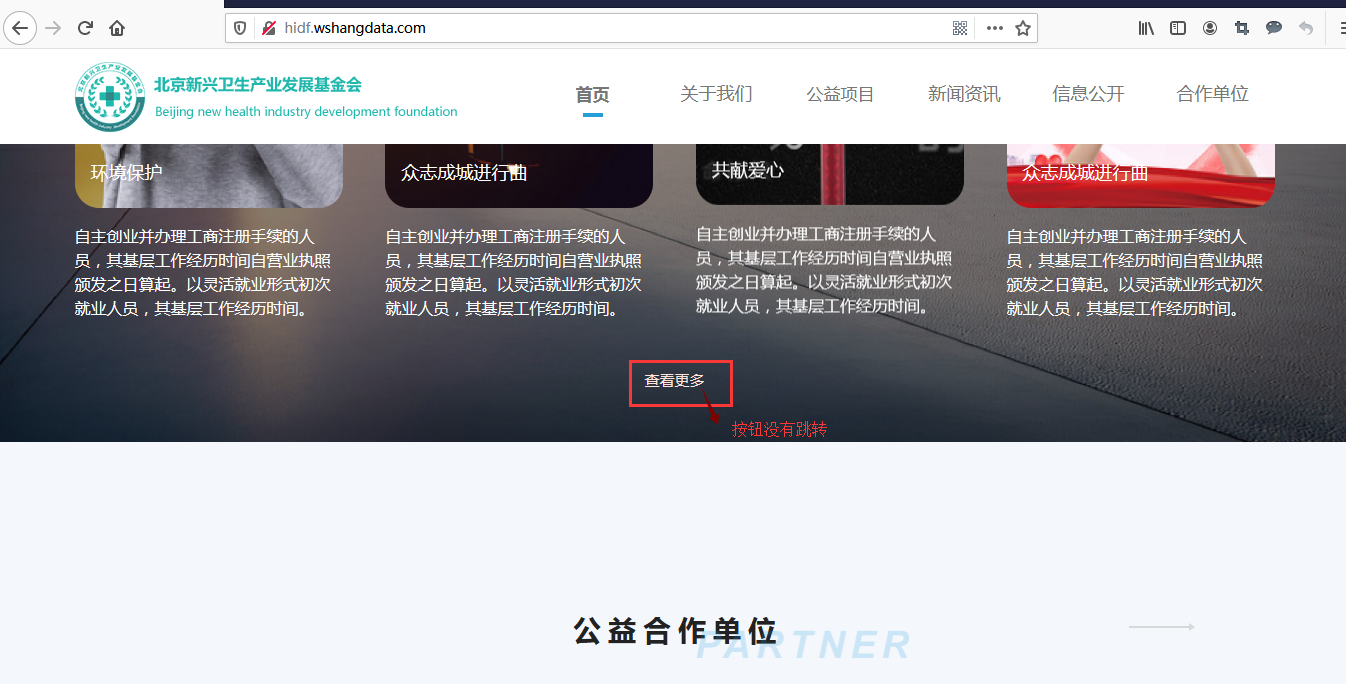 hidf.wshangdata.com
北京新兴卫生产业发展基金会
Beijing new health industry development foundation
首页
关于我们
公益项目
新闻资讯
信息公开
合作单位
环境保护
众志成城进行曲
共献爱心
众志成城进行曲
自主创业并办理工商注册手续的人
员，其基层工作经历时间自营业执照
颁发之日算起。以灵活就业形式初次
就业人员，其基层工作经历时间。
自主创业并办理工商注册手续的人
员，其基层工作经历时间自营业执照
颁发之日算起。以灵活就业形式初次
就业人员，其基层工作经历时间。
自主创业并办理工商注册手续的人
员，其基层工作经历时间自营业执照
颁发之日算起。以灵活就业形式初次
就业人员，其基层工作经历时间。
自主创业并办理工商注册手续的人
员，其基层工作经历时间自营业执照
颁发之日算起。以灵活就业形式初次
就业人员，其基层工作经历时间。
查看更多
按钮没有跳转
公益合作单位
PARTNER